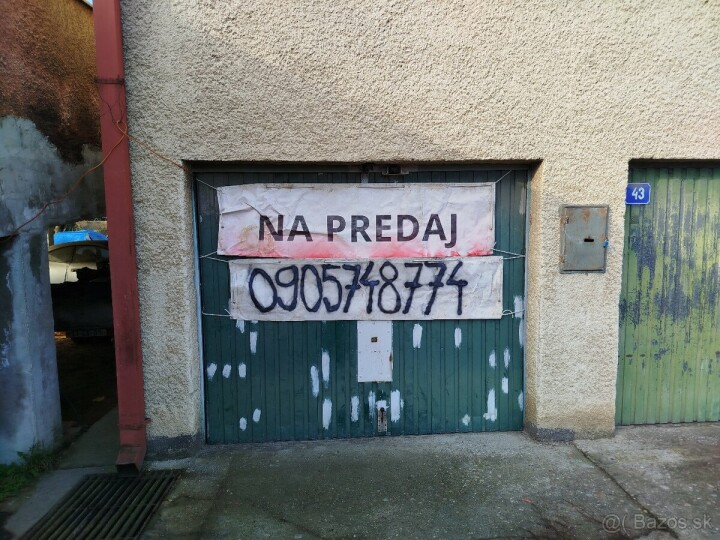 NA PREDAJ
0905748774
43
@( Bazos.sk